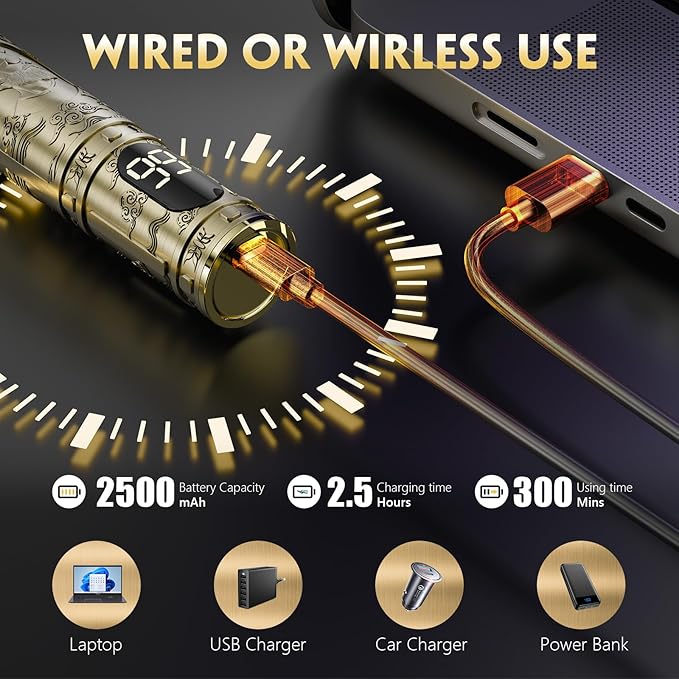 WIRED OR WIRLESS USE
2500 Battery Capacity mAh
2.5 Charging time Hours
300 Using time Mins
Laptop
USB Charger
Car Charger
Power Bank